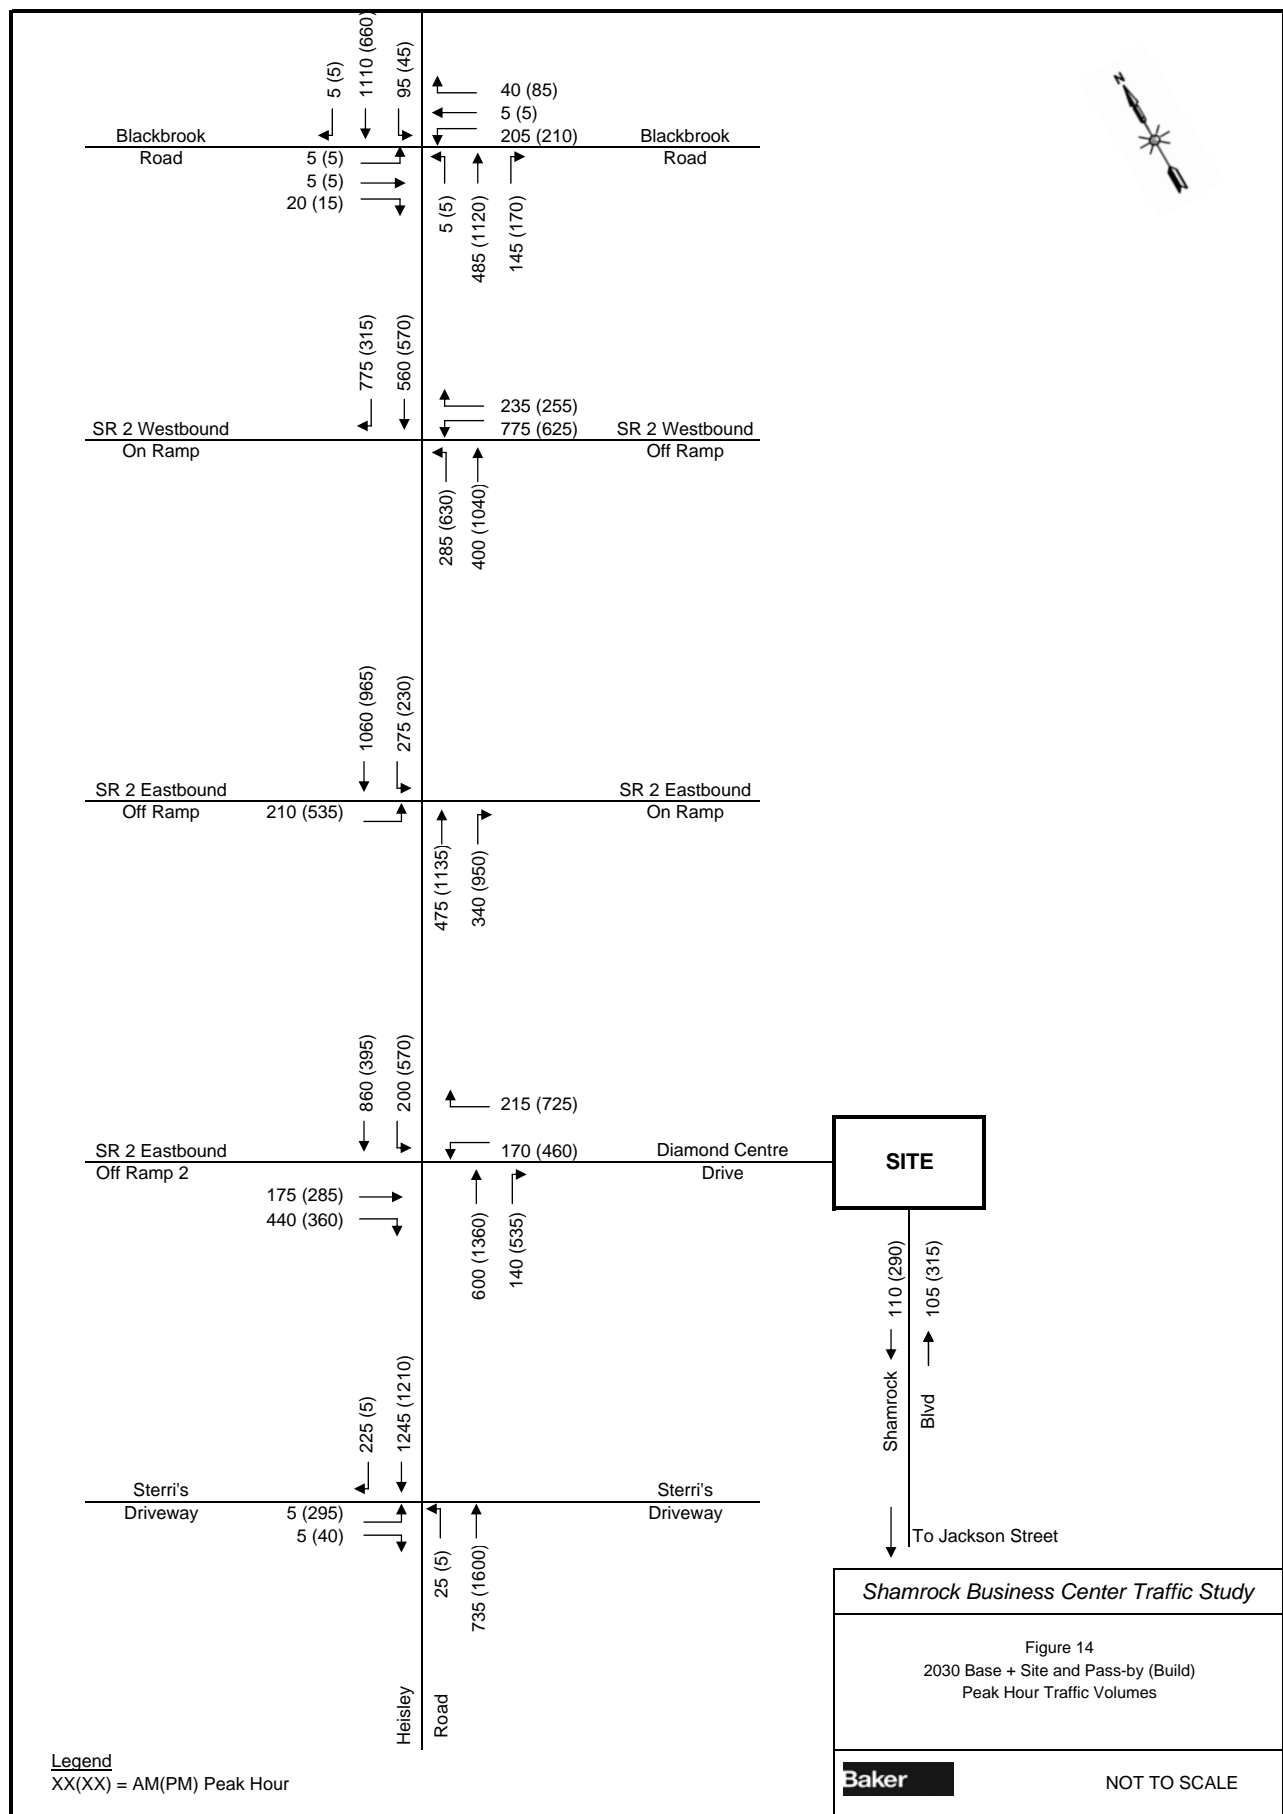 5 (5)
1110 (660)
95 (45)
N
40 (85)
5 (5)
205 (210)
Blackbrook
Road
Blackbrook
Road
5 (5)
5 (5)
20 (15)
5 (5)
485 (1120)
145 (170)
775 (315)
560 (570)
235 (255)
775 (625)
SR 2 Westbound
On Ramp
SR 2 Westbound
Off Ramp
285 (630)
400 (1040)
1060 (965)
275 (230)
SR 2 Eastbound
Off Ramp
SR 2 Eastbound
On Ramp
210 (535)
475 (1135)
340 (950)
860 (395)
200 (570)
215 (725)
170 (460)
SR 2 Eastbound
Off Ramp 2
Diamond Centre
Drive
SITE
175 (285)
440 (360)
600 (1360)
140 (535)
110 (290)
105 (315)
Shamrock
Blvd
225 (5)
1245 (1210)
Sterri's
Driveway
Sterri's
Driveway
5 (295)
5 (40)
25 (5)
735 (1600)
To Jackson Street
Heisley
Road
Shamrock Business Center Traffic Study
Figure 14
2030 Base + Site and Pass-by (Build)
Peak Hour Traffic Volumes
Legend
XX(XX) = AM(PM) Peak Hour
Baker
NOT TO SCALE